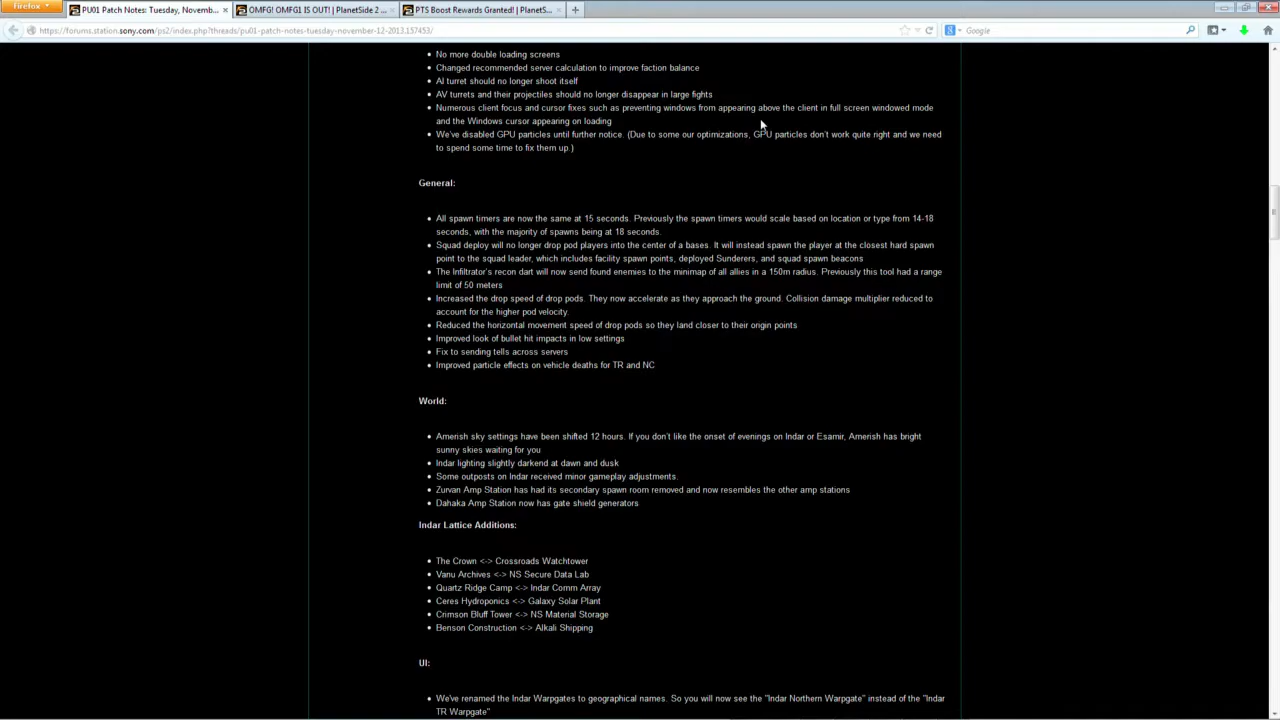 Firefox
PU01 Patch Notes: Tuesday, Novemb...
OMFG! OMFG1 IS OUT! | PlanetSide 2 ...
PTS Boost Rewards Granted! | PlanetS...
https://forums.station.sony.com/ps2/index.php?threads/pu01-patch-notes-tuesday-november-12-2013.157453/
Google
No more double loading screens
Changed recommended server calculation to improve faction balance
AI turret should no longer shoot itself
AV turrets and their projectiles should no longer disappear in large fights
Numerous client focus and cursor fixes such as preventing windows from appearing above the client in full screen windowed mode
and the Windows cursor appearing on loading
We've disabled GPU particles until further notice. (Due to some our optimizations, GPU particles don't work quite right and we need
to spend some time to fix them up.)
General:
All spawn timers are now the same at 15 seconds. Previously the spawn timers would scale based on location or type from 14-18
seconds, with the majority of spawns being at 18 seconds.
Squad deploy will no longer drop pod players into the center of a bases. It will instead spawn the player at the closest hard spawn
point to the squad leader, which includes facility spawn points, deployed Sunderers, and squad spawn beacons
The Infiltrator's recon dart will now send found enemies to the minimap of all allies in a 150m radius. Previously this tool had a range
limit of 50 meters
Increased the drop speed of drop pods. They now accelerate as they approach the ground. Collision damage multiplier reduced to
account for the higher pod velocity.
Reduced the horizontal movement speed of drop pods so they land closer to their origin points
Improved look of bullet hit impacts in low settings
Fix to sending tells across servers
Improved particle effects on vehicle deaths for TR and NC
World:
Amerish sky settings have been shifted 12 hours. If you don't like the onset of evenings on Indar or Esamir, Amerish has bright
sunny skies waiting for you
Indar lighting slightly darkend at dawn and dusk
Some outposts on Indar received minor gameplay adjustments.
Zurvan Amp Station has had its secondary spawn room removed and now resembles the other amp stations
Dahaka Amp Station now has gate shield generators
Indar Lattice Additions:
The Crown <-> Crossroads Watchtower
Vanu Archives <-> NS Secure Data Lab
Quartz Ridge Camp <-> Indar Comm Array
Ceres Hydroponics <-> Galaxy Solar Plant
Crimson Bluff Tower <-> NS Material Storage
Benson Construction <-> Alkali Shipping
UI:
We've renamed the Indar Warpgates to geographical names. So you will now see the "Indar Northern Warpgate" instead of the "Indar
TR Warpgate"